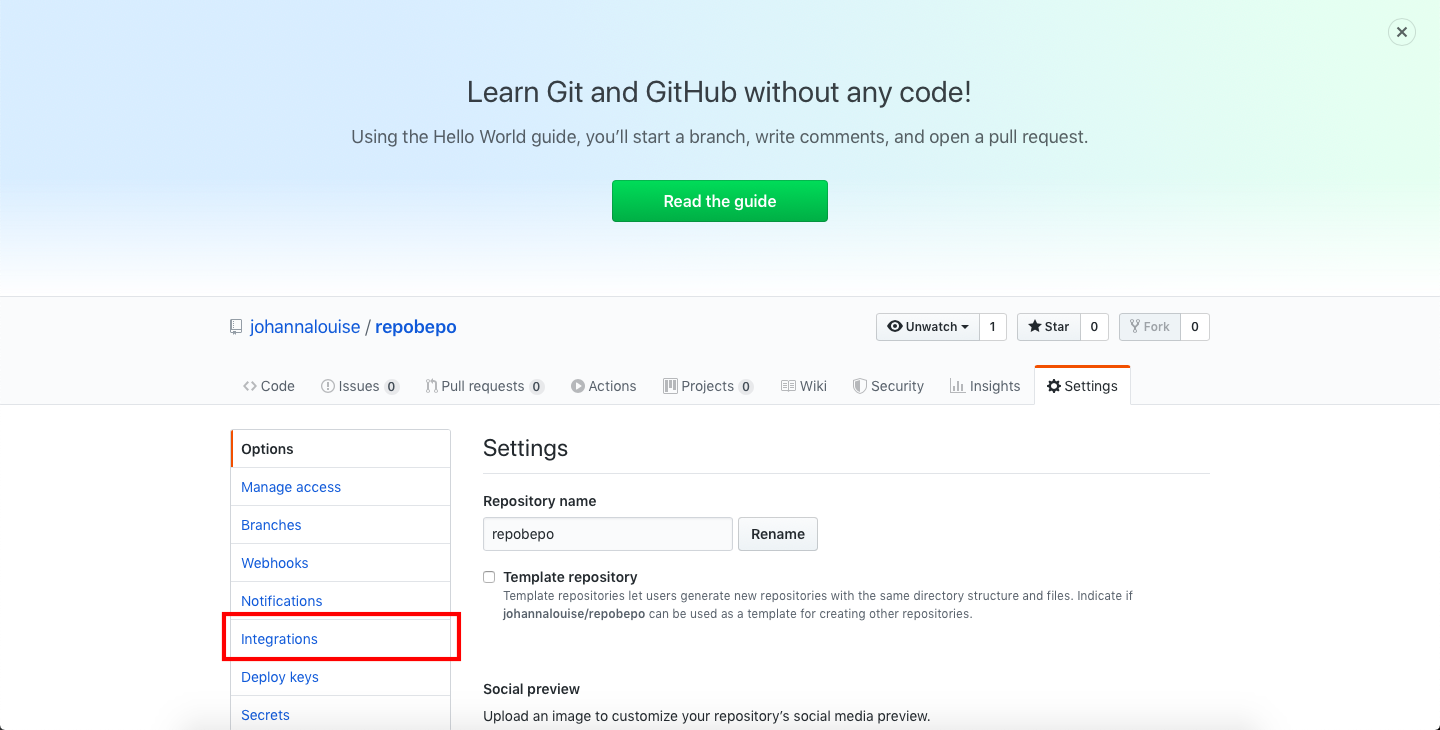 Learn Git and GitHub without any code!
Using the Hello World guide, you’ll start a branch, write comments, and open a pull request.
Read the guide
johannalouise / repobepo
Unwatch 1 Star 0 Fork 0
Code Issues 0 Pull requests 0 Actions Projects 0 Wiki Security Insights Settings
Options
Manage access
Branches
Webhooks
Notifications
Integrations
Deploy keys
Secrets
Settings
Repository name
repobepo Rename
Template repository
Template repositories let users generate new repositories with the same directory structure and files. Indicate if
johannalouise/repobepo can be used as a template for creating other repositories.
Social preview
Upload an image to customize your repository’s social media preview.